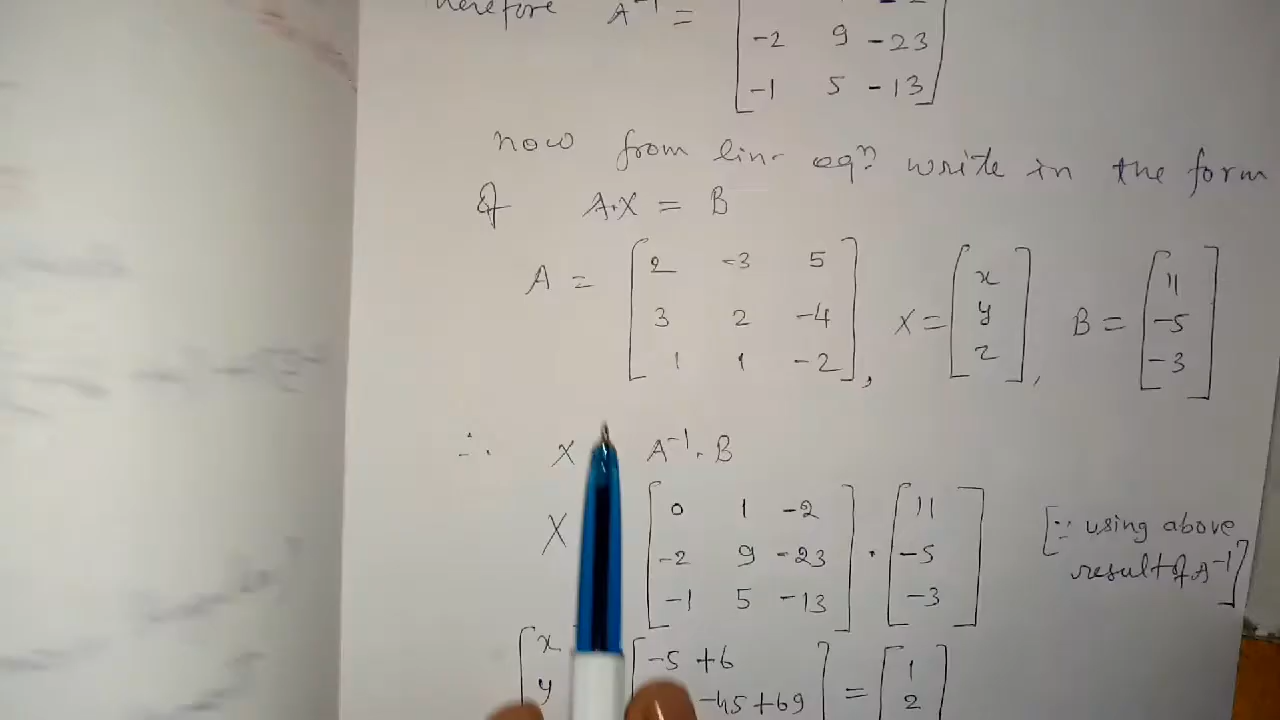 therefore A⁻¹ =
-2 9 -23
-1 5 -13
now from lin- eqⁿ write in the form
of A.X = B
A = [2 -3 5
3 2 -4
1 1 -2], X = [x
y
z], B = [11
-5
-3]
∴ X A⁻¹. B
X [0 1 -2
-2 9 -23
-1 5 -13] . [11
-5
-3] [∵ using above
result of A⁻¹]
[x [-5 +6 ] = [1
y -45+69 2